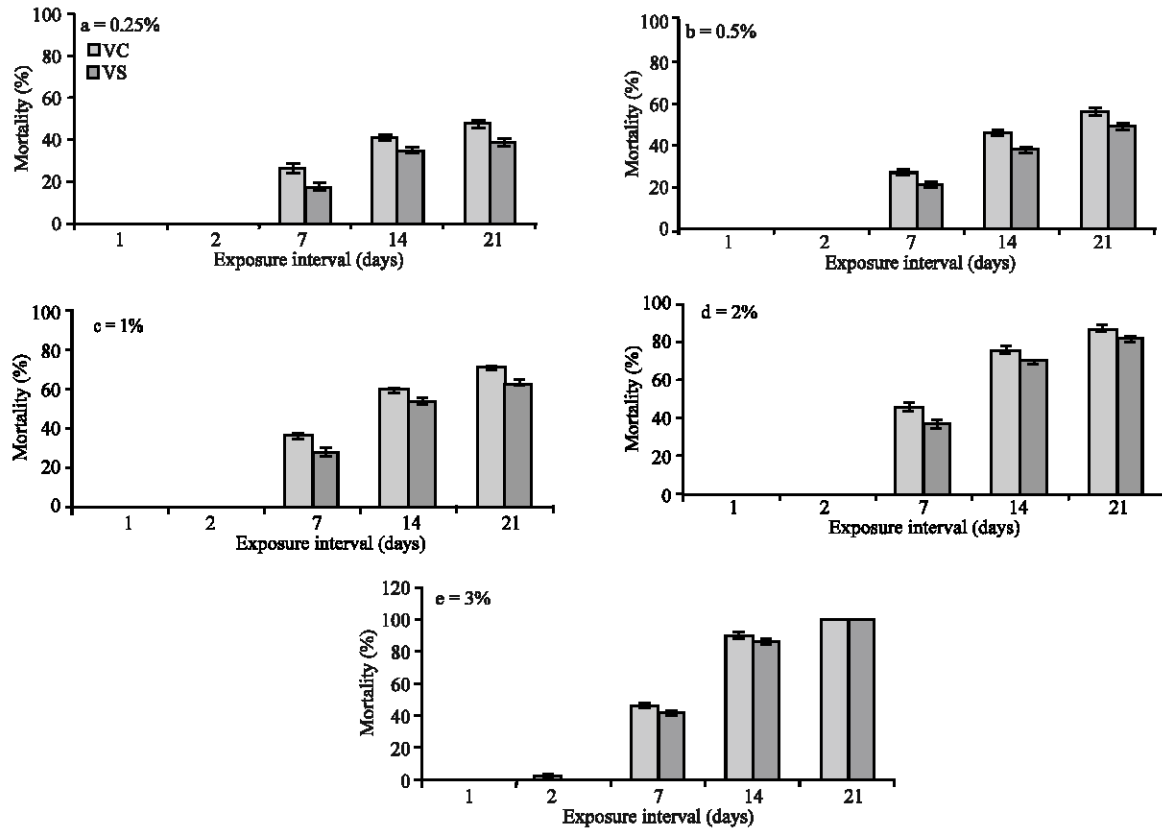 a = 0.25%
VC
VS
Mortality (%)
100
80
60
40
20
0
1 2 7 14 21
Exposure interval (days)
b = 0.5%
Mortality (%)
100
80
60
40
20
0
1 2 7 14 21
Exposure interval (days)
c = 1%
Mortality (%)
100
80
60
40
20
0
1 2 7 14 21
Exposure interval (days)
d = 2%
Mortality (%)
100
80
60
40
20
0
1 2 7 14 21
Exposure interval (days)
e = 3%
Mortality (%)
120
100
80
60
40
20
0
1 2 7 14 21
Exposure interval (days)